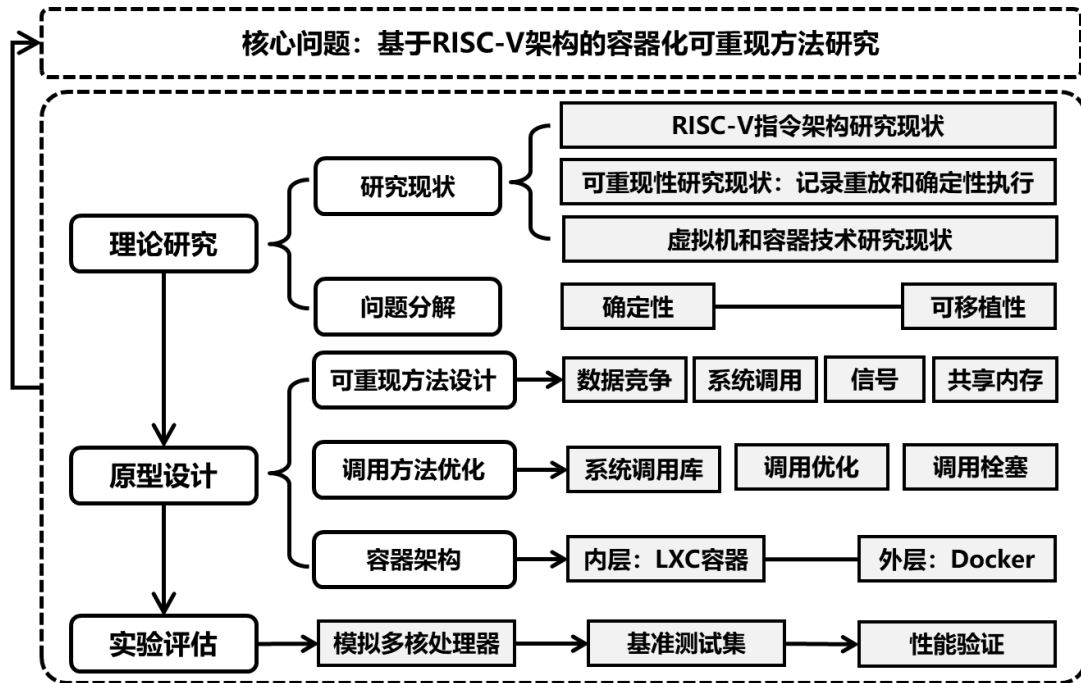 核心问题：基于RISC-V架构的容器化可重现方法研究
RISC-V指令架构研究现状
研究现状
可重现性研究现状：记录重放和确定性执行
理论研究
虚拟机和容器技术研究现状
问题分解
确定性
可移植性
可重现方法设计
数据竞争
系统调用
信号
共享内存
原型设计
调用方法优化
系统调用库
调用优化
调用栓塞
容器架构
内层：LXC容器
外层：Docker
实验评估
模拟多核处理器
基准测试集
性能验证